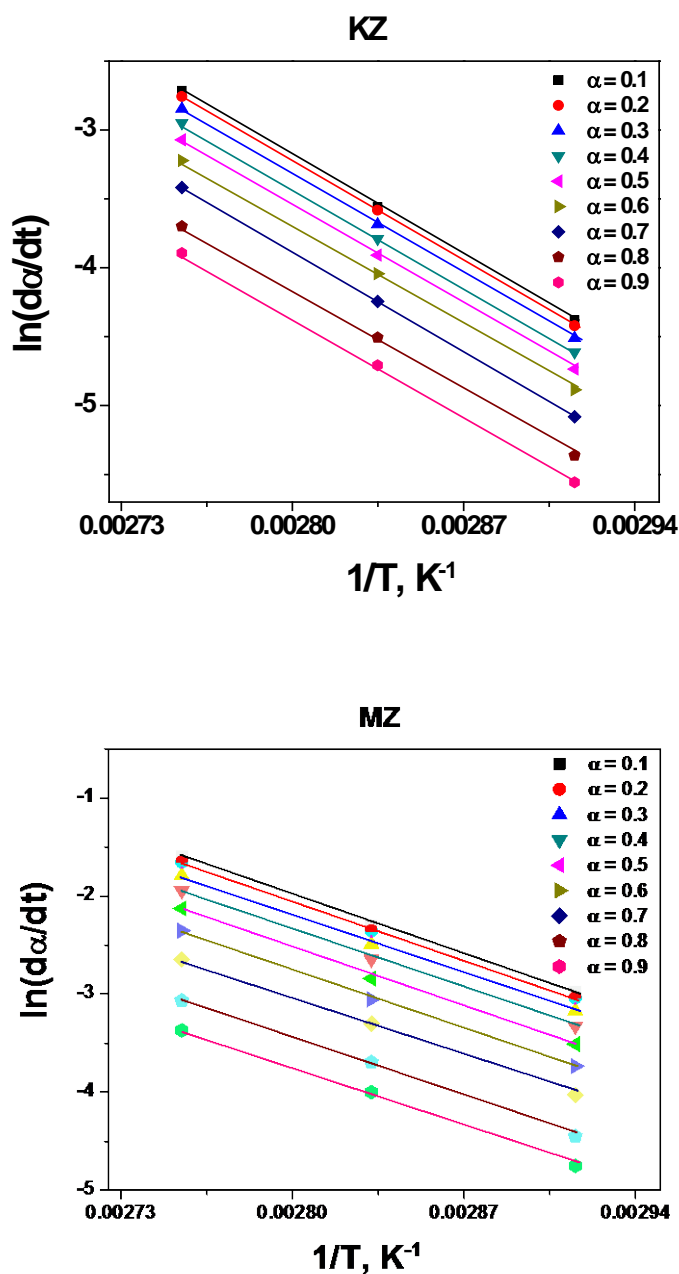 KZ
α = 0.1
α = 0.2
α = 0.3
α = 0.4
α = 0.5
α = 0.6
α = 0.7
α = 0.8
α = 0.9
-3
-4
-5
ln(dα/dt)
0.00273 0.00280 0.00287 0.00294
1/T, K⁻¹
MZ
α = 0.1
α = 0.2
α = 0.3
α = 0.4
α = 0.5
α = 0.6
α = 0.7
α = 0.8
α = 0.9
-1
-2
-3
-4
-5
ln(dα/dt)
0.00273 0.00280 0.00287 0.00294
1/T, K⁻¹